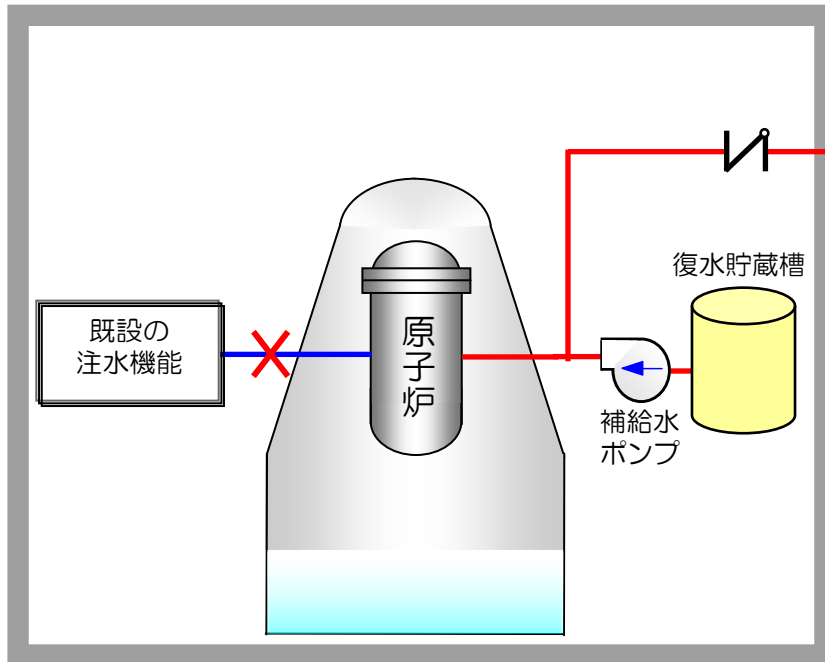 復水貯蔵槽
既設の
注水機能
原子炉
補給水
ポンプ